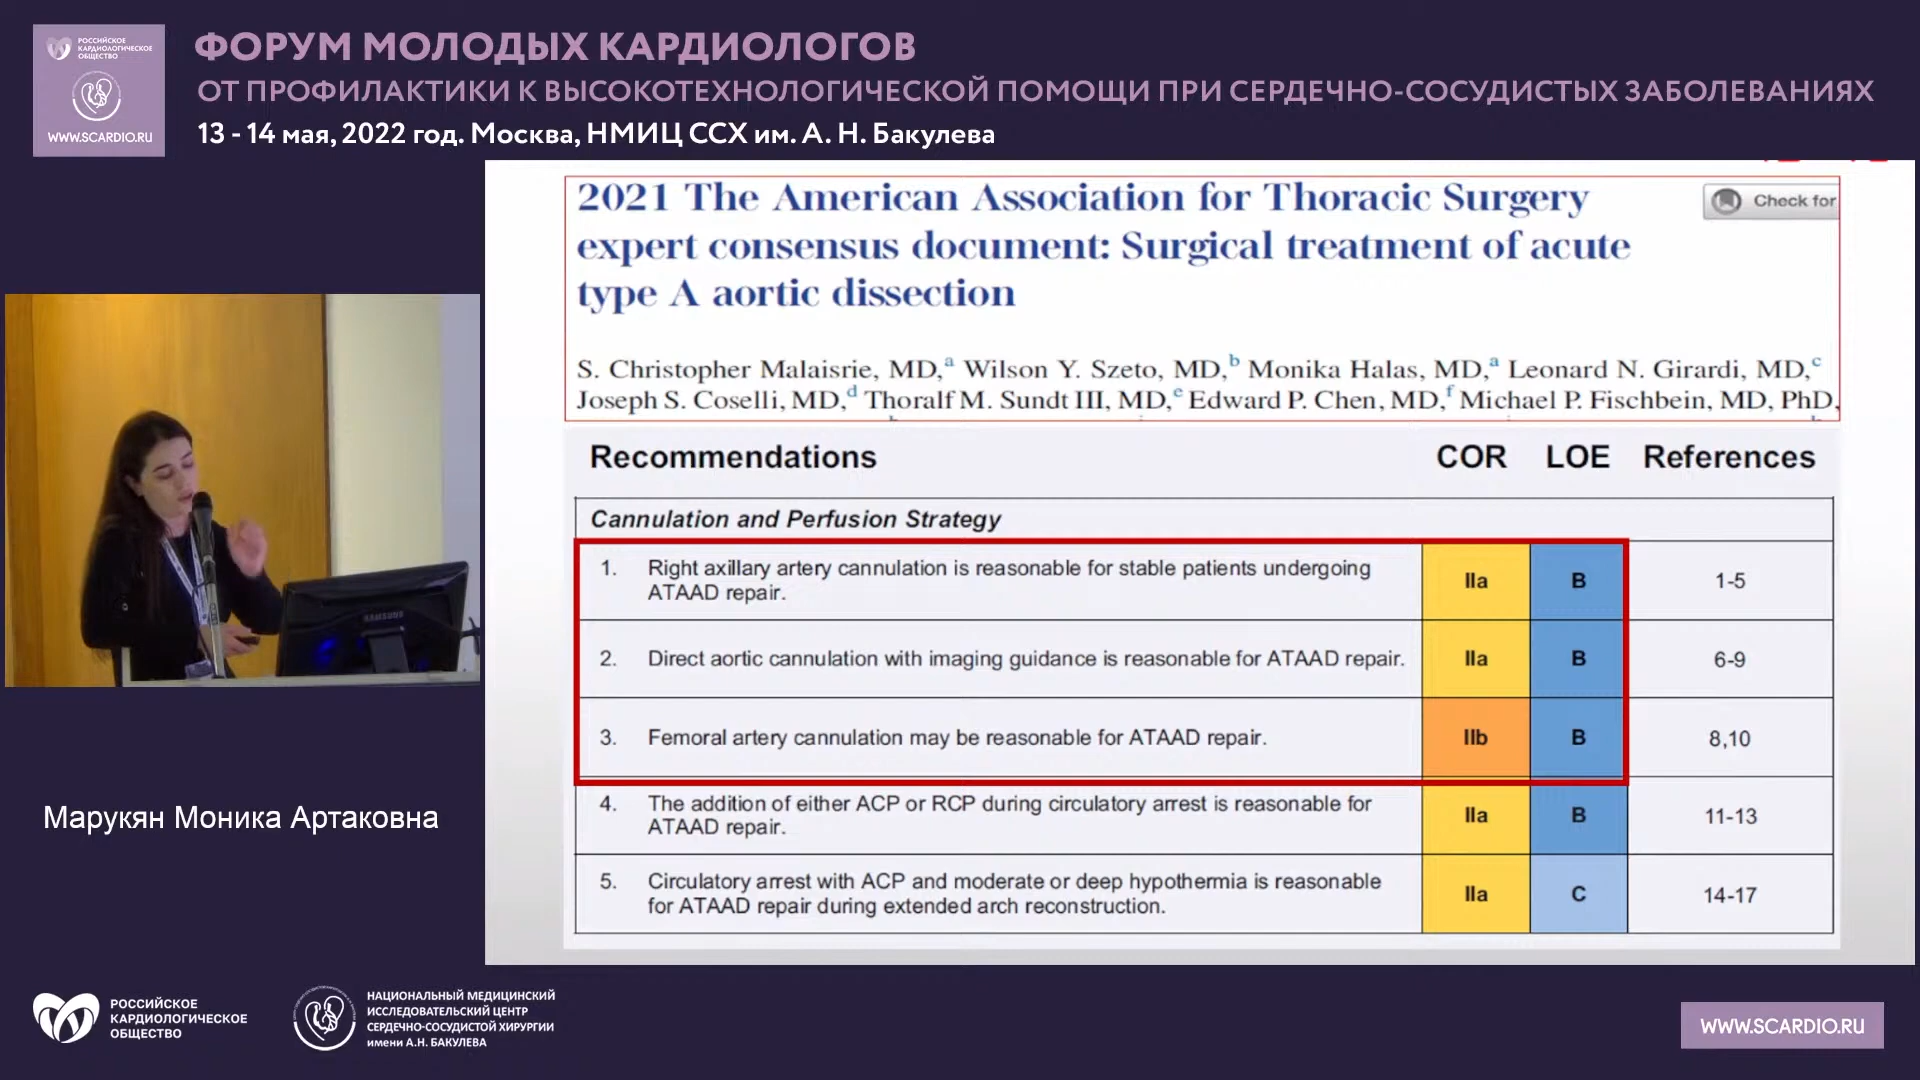 РОССИЙСКОЕ
КАРДИОЛОГИЧЕСКОЕ
ОБЩЕСТВО
WWW.SCARDIO.RU
ФОРУМ МОЛОДЫХ КАРДИОЛОГОВ
ОТ ПРОФИЛАКТИКИ К ВЫСОКОТЕХНОЛОГИЧЕСКОЙ ПОМОЩИ ПРИ СЕРДЕЧНО-СОСУДИСТЫХ ЗАБОЛЕВАНИЯХ
13 - 14 мая, 2022 год. Москва, НМИЦ ССХ им. А. Н. Бакулева
2021 The American Association for Thoracic Surgery
expert consensus document: Surgical treatment of acute
type A aortic dissection
Check for
S. Christopher Malaisrie, MD,a Wilson Y. Szeto, MD,b Monika Halas, MD,a Leonard N. Girardi, MD,c
Joseph S. Coselli, MD,d Thoralf M. Sundt III, MD,e Edward P. Chen, MD,f Michael P. Fischbein, MD, PhD,
Recommendations COR LOE References
Cannulation and Perfusion Strategy
1. Right axillary artery cannulation is reasonable for stable patients undergoing
ATAAD repair.
IIa B 1-5
2. Direct aortic cannulation with imaging guidance is reasonable for ATAAD repair. IIa B 6-9
3. Femoral artery cannulation may be reasonable for ATAAD repair. IIb B 8,10
4. The addition of either ACP or RCP during circulatory arrest is reasonable for
ATAAD repair.
IIa B 11-13
5. Circulatory arrest with ACP and moderate or deep hypothermia is reasonable
for ATAAD repair during extended arch reconstruction.
IIa C 14-17
SAMSUNG
Марукян Моника Артаковна
РОССИЙСКОЕ
КАРДИОЛОГИЧЕСКОЕ
ОБЩЕСТВО
НАЦИОНАЛЬНЫЙ МЕДИЦИНСКИЙ
ИССЛЕДОВАТЕЛЬСКИЙ ЦЕНТР
СЕРДЕЧНО-СОСУДИСТОЙ ХИРУРГИИ
имени А.Н. БАКУЛЕВА
WWW.SCARDIO.RU